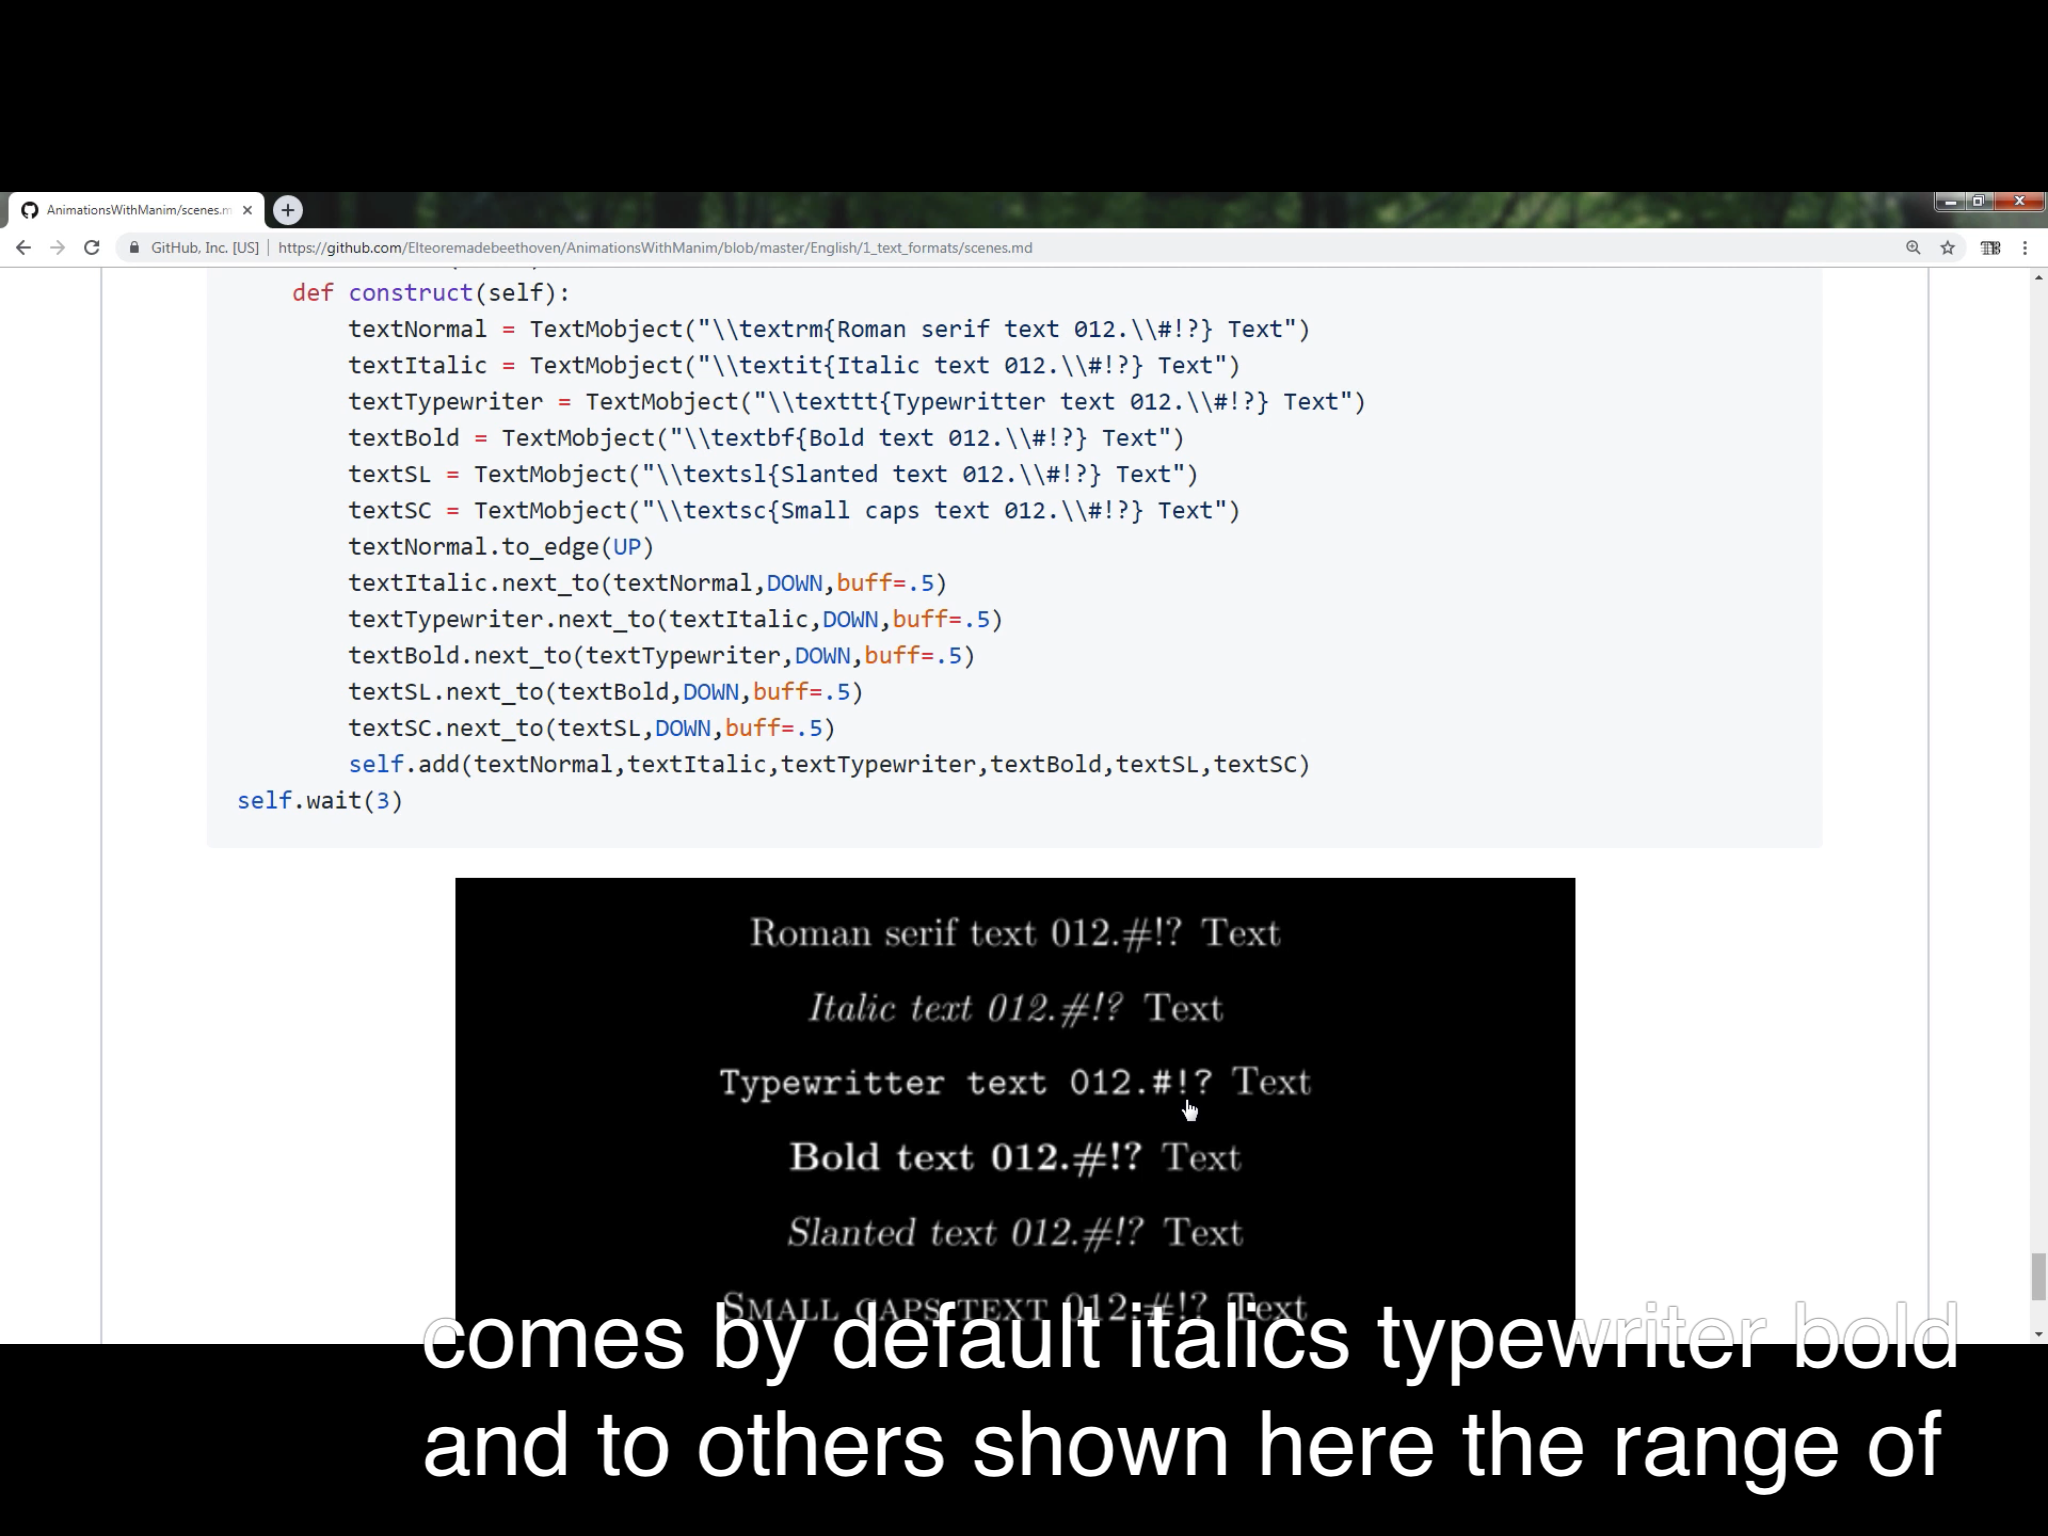 AnimationsWithManim/scenes.m
GitHub, Inc. [US] | https://github.com/Elteoremadebeethoven/AnimationsWithManim/blob/master/English/1_text_formats/scenes.md
def construct(self):
textNormal = TextMobject("\\textrm{Roman serif text 012.\\#!?} Text")
textItalic = TextMobject("\\textit{Italic text 012.\\#!?} Text")
textTypewriter = TextMobject("\\texttt{Typewritter text 012.\\#!?} Text")
textBold = TextMobject("\\textbf{Bold text 012.\\#!?} Text")
textSL = TextMobject("\\textsl{Slanted text 012.\\#!?} Text")
textSC = TextMobject("\\textsc{Small caps text 012.\\#!?} Text")
textNormal.to_edge(UP)
textItalic.next_to(textNormal,DOWN,buff=.5)
textTypewriter.next_to(textItalic,DOWN,buff=.5)
textBold.next_to(textTypewriter,DOWN,buff=.5)
textSL.next_to(textBold,DOWN,buff=.5)
textSC.next_to(textSL,DOWN,buff=.5)
self.add(textNormal,textItalic,textTypewriter,textBold,textSL,textSC)
self.wait(3)
Roman serif text 012.#!? Text
Italic text 012.#!? Text
Typewritter text 012.#!? Text
Bold text 012.#!? Text
Slanted text 012.#!? Text
Small caps text 012.#!? Text
comes by default italics typewriter bold
and to others shown here the range of